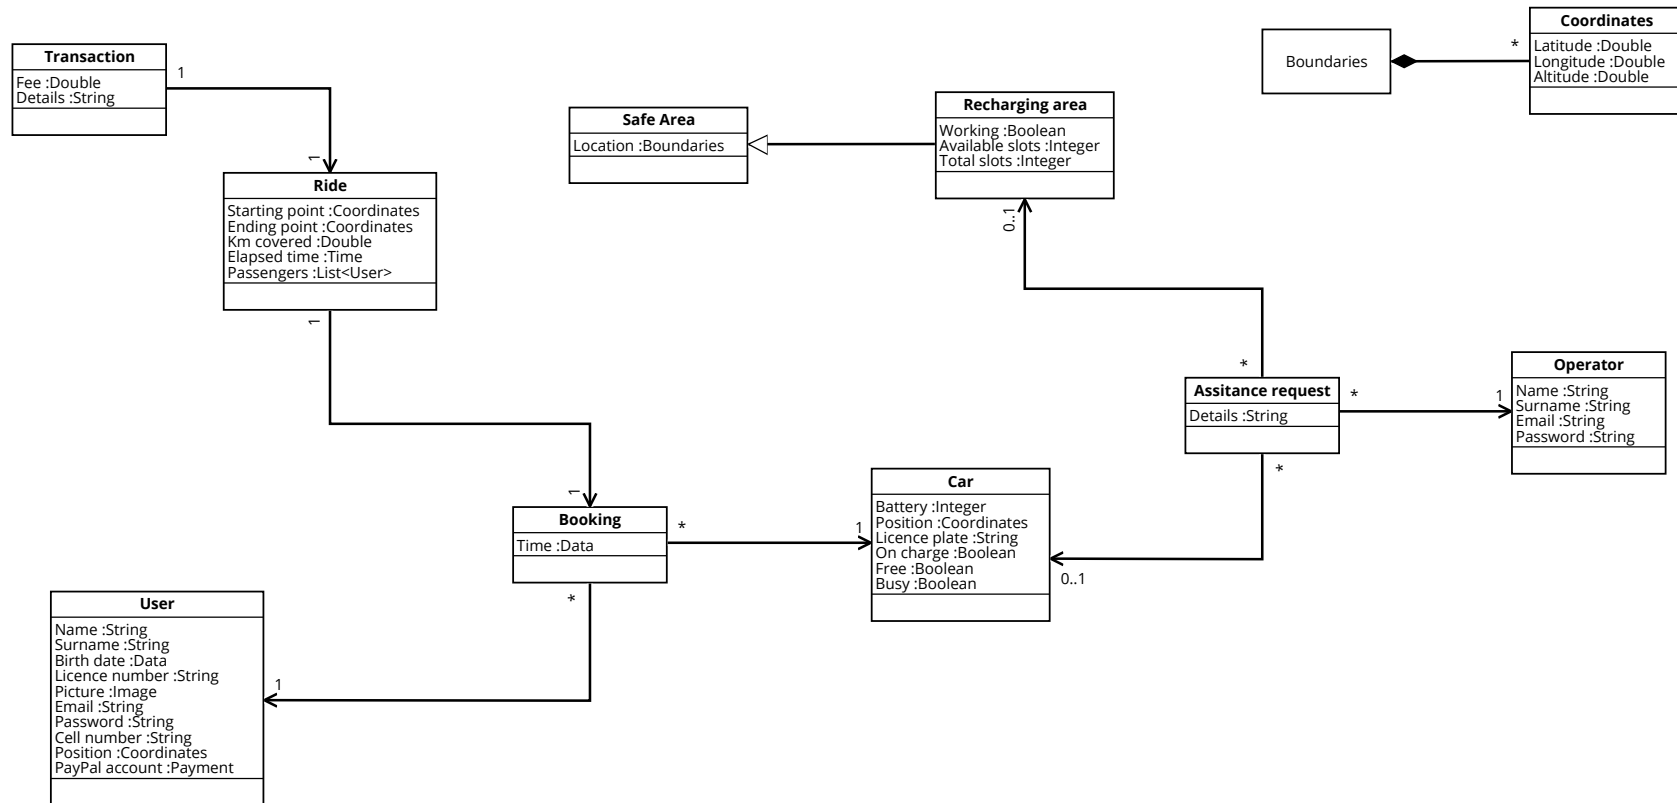 Transaction
Fee :Double
Details :String
1
1
Ride
Starting point :Coordinates
Ending point :Coordinates
Km covered :Double
Elapsed time :Time
Passengers :List<User>
1
1
Safe Area
Location :Boundaries
Recharging area
Working :Boolean
Available slots :Integer
Total slots :Integer
0..1
*
Boundaries
*
Coordinates
Latitude :Double
Longitude :Double
Altitude :Double
Assitance request
Details :String
*
1
*
Operator
Name :String
Surname :String
Email :String
Password :String
Booking
Time :Data
*
1
*
Car
Battery :Integer
Position :Coordinates
Licence plate :String
On charge :Boolean
Free :Boolean
Busy :Boolean
0..1
User
Name :String
Surname :String
Birth date :Data
Licence number :String
Picture :Image
Email :String
Password :String
Cell number :String
Position :Coordinates
PayPal account :Payment
1